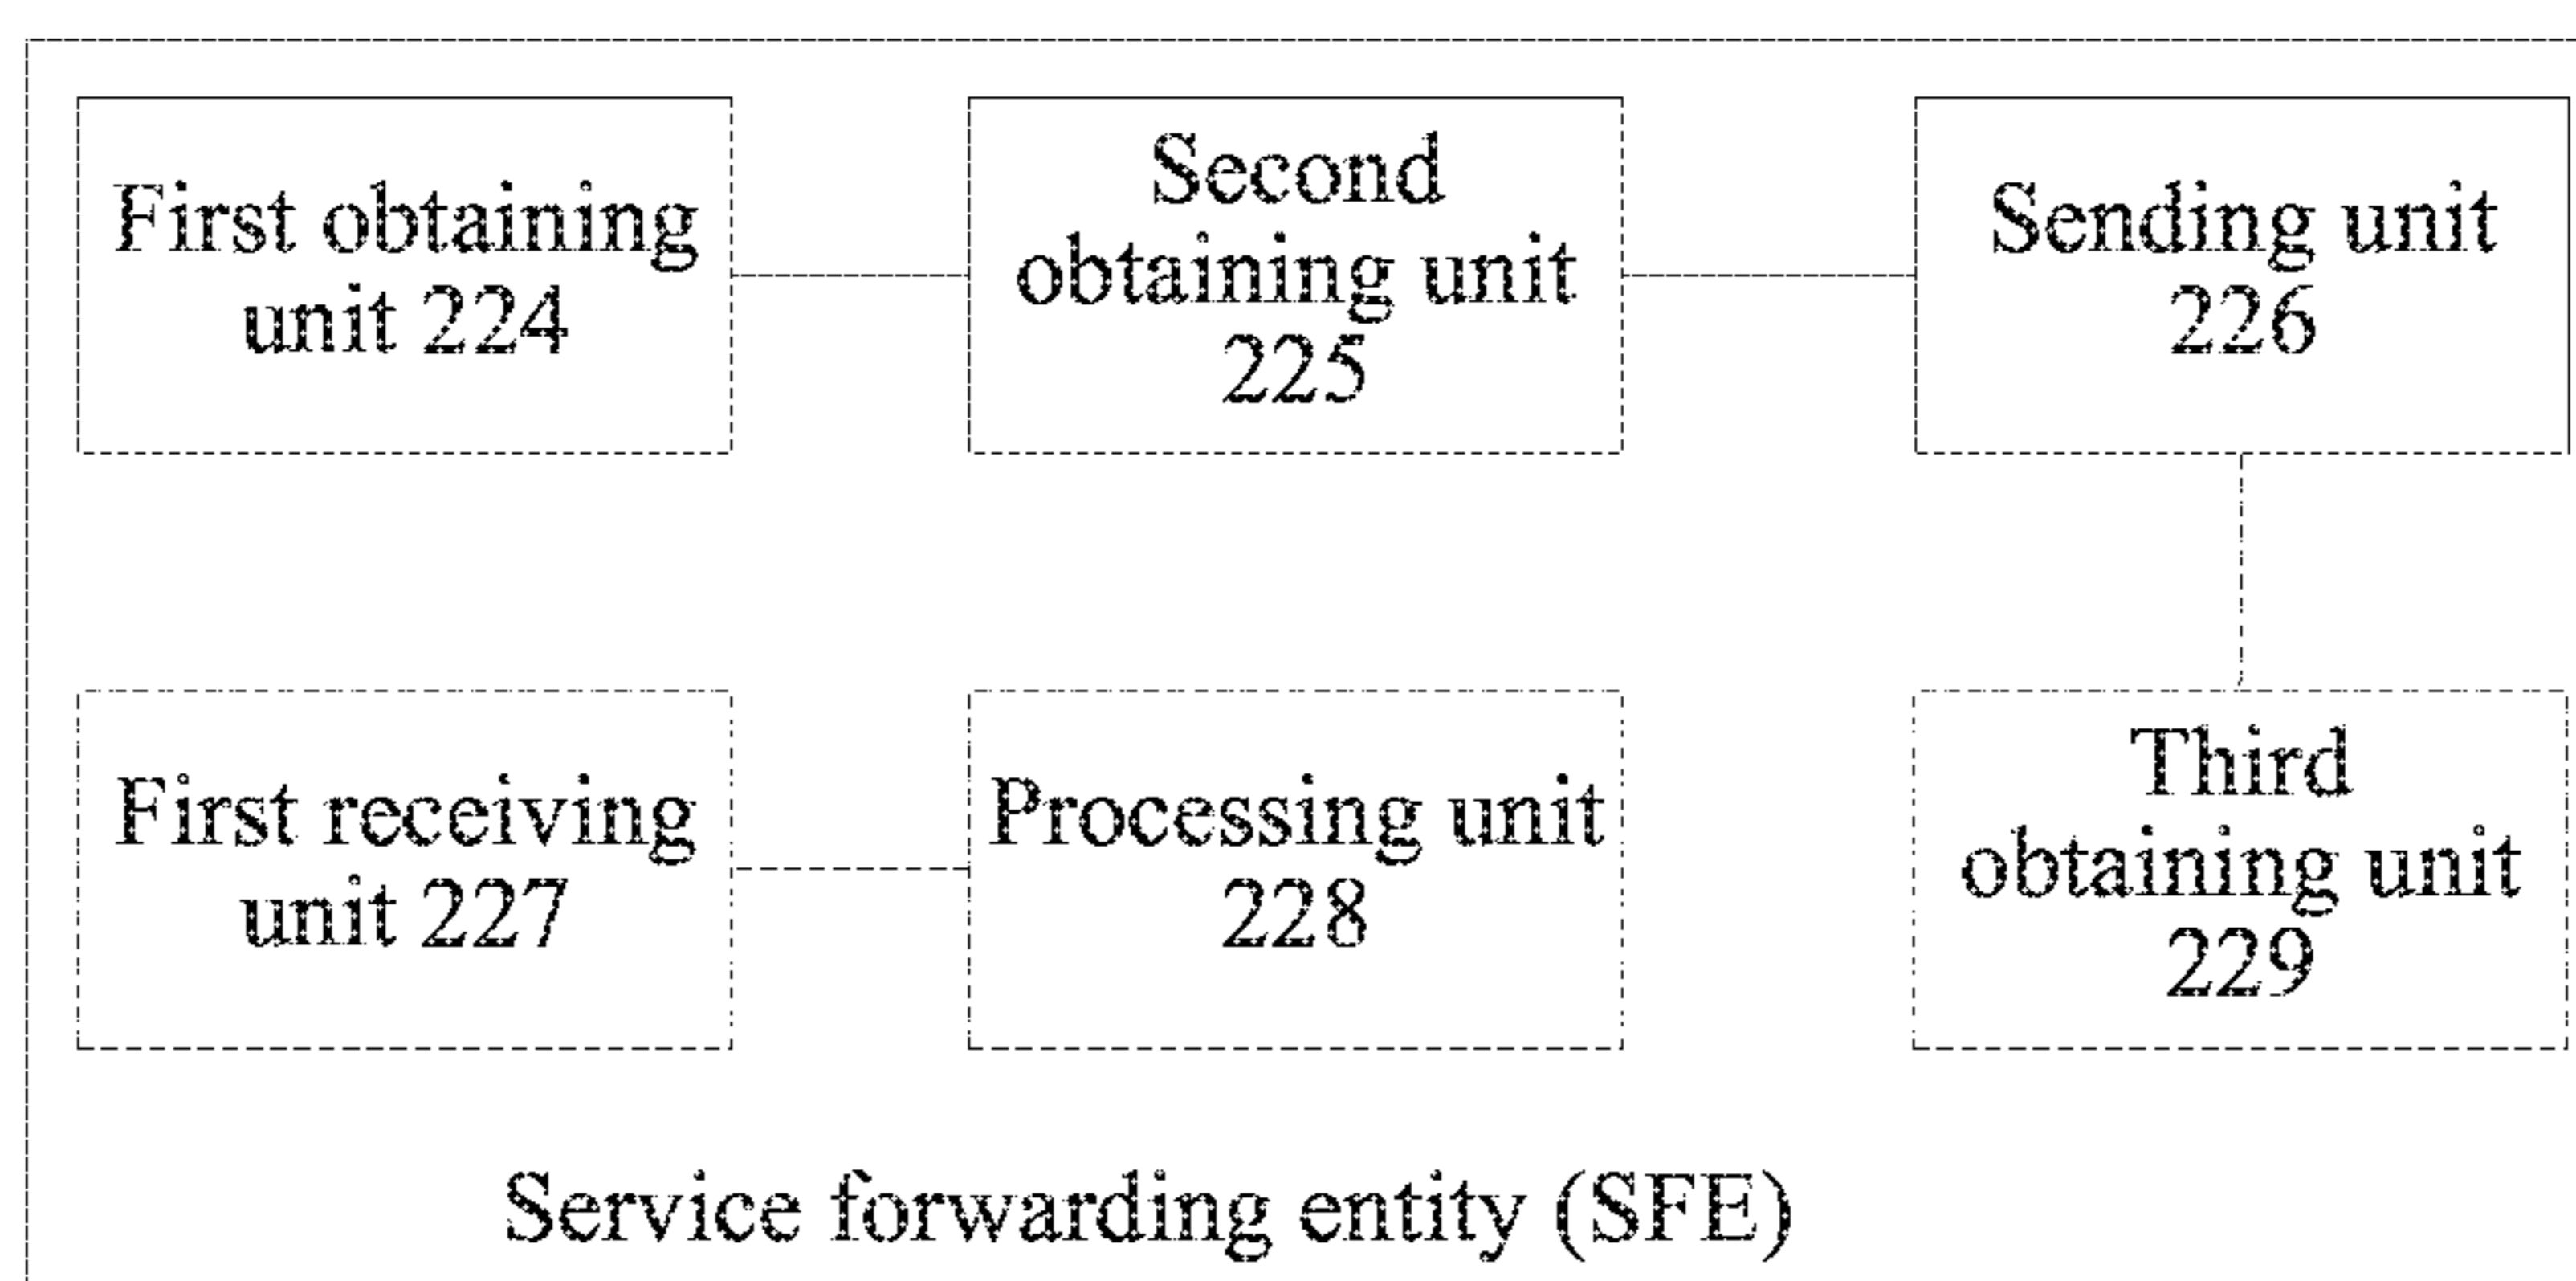 First obtaining
unit 224
Second
obtaining unit
225
Sending unit
226
First receiving
unit 227
Processing unit
228
Third
obtaining unit
229
Service forwarding entity (SFE)